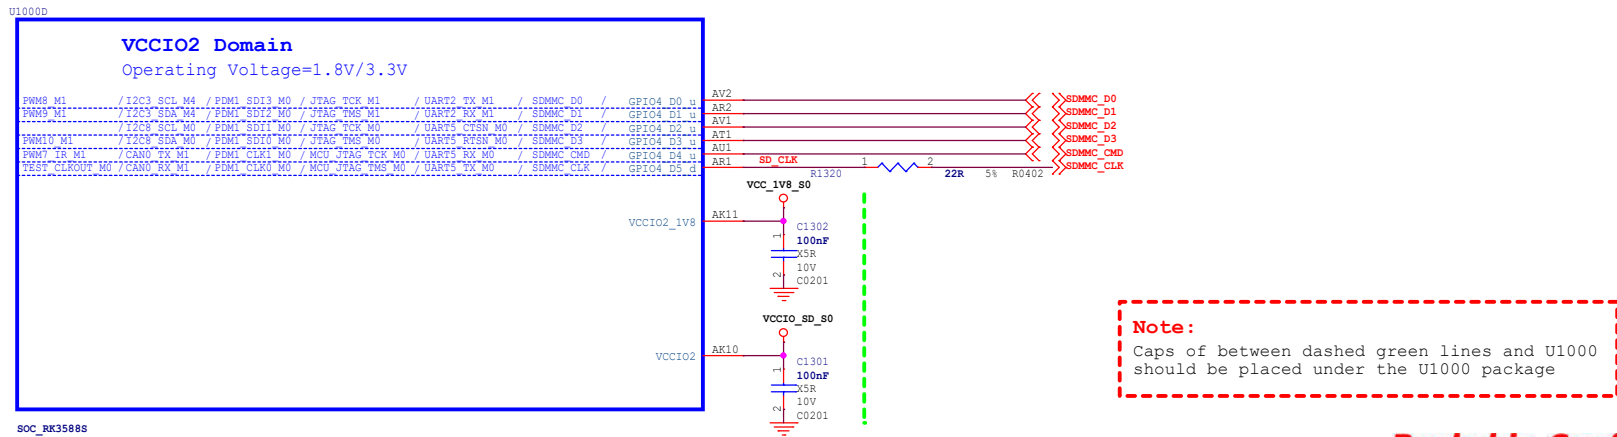 U1000D
VCCIO2 Domain
Operating Voltage=1.8V/3.3V
PWM8_M1 /I2C3_SCL_M4 /PDM1_SDI3_M0 /JTAG_TCK_M1 /UART2_TX_M1 / SDMMC_D0 / GPIO4_D0_u AV2 SDMMC_D0
PWM9_M1 /I2C3_SDA_M4 /PDM1_SDI2_M0 /JTAG_TMS_M1 /UART2_RX_M1 / SDMMC_D1 / GPIO4_D1_u AR2 SDMMC_D1
/I2C8_SCL_M0 /PDM1_SDI1_M0 /JTAG_TCK_M0 /UART5_CTSN_M0 / SDMMC_D2 / GPIO4_D2_u AV1 SDMMC_D2
PWM10_M1 /I2C8_SDA_M0 /PDM1_SDI0_M0 /JTAG_TMS_M0 /UART5_RTSN_M0 / SDMMC_D3 / GPIO4_D3_u AT1 SDMMC_D3
PWM7_IR_M1 /CAN0_TX_M1 /PDM1_CLK1_M0 /MCU_JTAG_TCK_M0 /UART5_RX_M0 / SDMMC_CMD / GPIO4_D4_u AU1 SDMMC_CMD
TEST_CLKOUT_M0 /CAN0_RX_M1 /PDM1_CLK0_M0 /MCU_JTAG_TMS_M0 /UART5_TX_M0 / SDMMC_CLK / GPIO4_D5_d AR1 SD_CLK 1 2 SDMMC_CLK
R1320 22R 5% R0402
VCC_1V8_S0
VCCIO2_1V8 AK11
C1302
1 100nF
X5R
10V
2 C0201
VCCIO_SD_S0
VCCIO2 AK10
C1301
1 100nF
X5R
10V
2 C0201
Note:
Caps of between dashed green lines and U1000
should be placed under the U1000 package
SOC_RK3588S